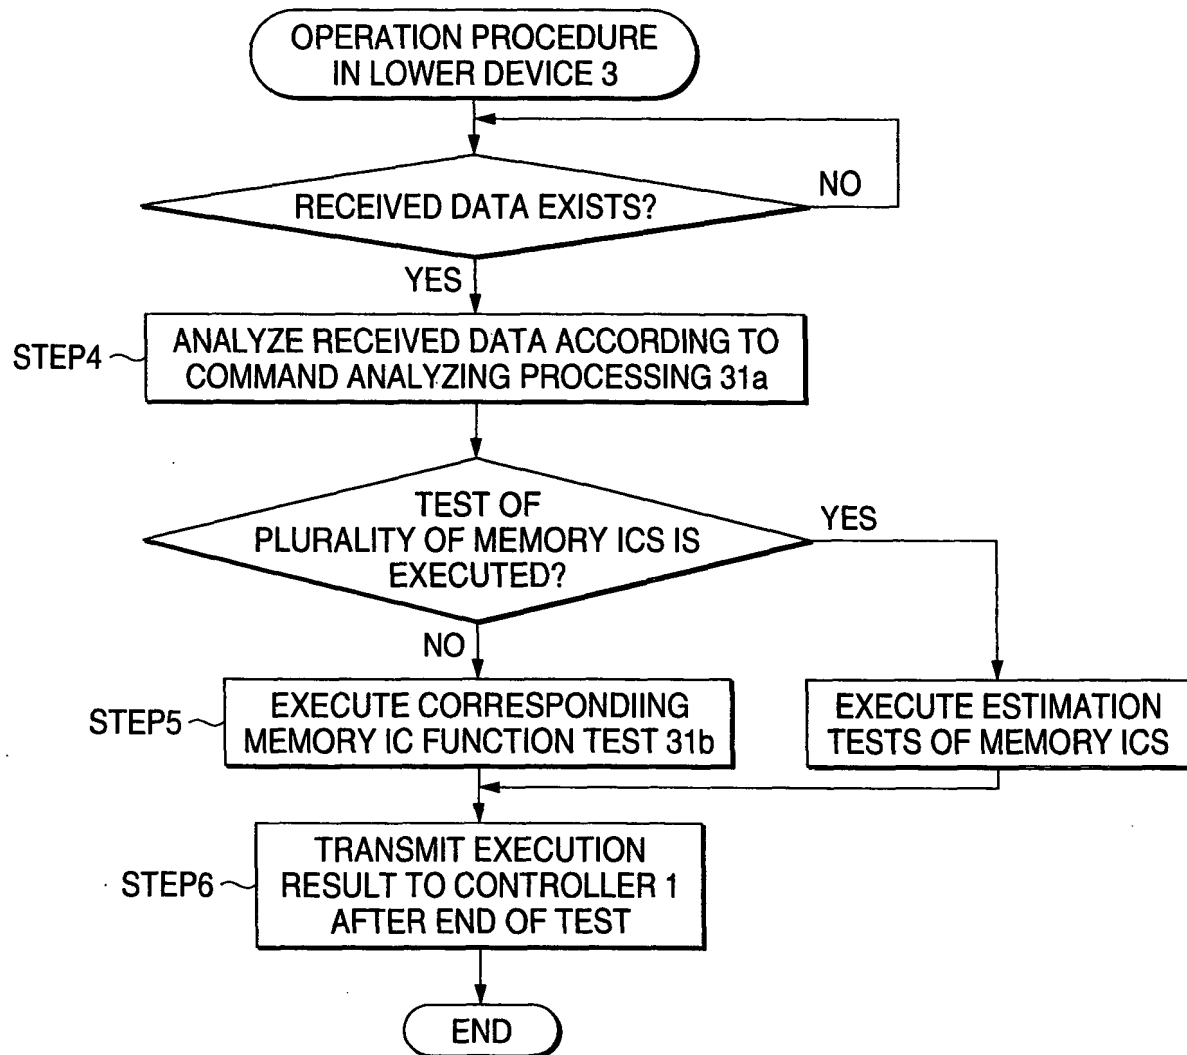 OPERATION PROCEDURE
IN LOWER DEVICE 3
NO
RECEIVED DATA EXISTS?
YES
STEP4
ANALYZE RECEIVED DATA ACCORDING TO
COMMAND ANALYZING PROCESSING 31a
TEST OF
PLURALITY OF MEMORY ICS IS
EXECUTED?
YES
NO
STEP5
EXECUTE CORRESPONDIING
MEMORY IC FUNCTION TEST 31b
EXECUTE ESTIMATION
TESTS OF MEMORY ICS
STEP6
TRANSMIT EXECUTION
RESULT TO CONTROLLER 1
AFTER END OF TEST
END